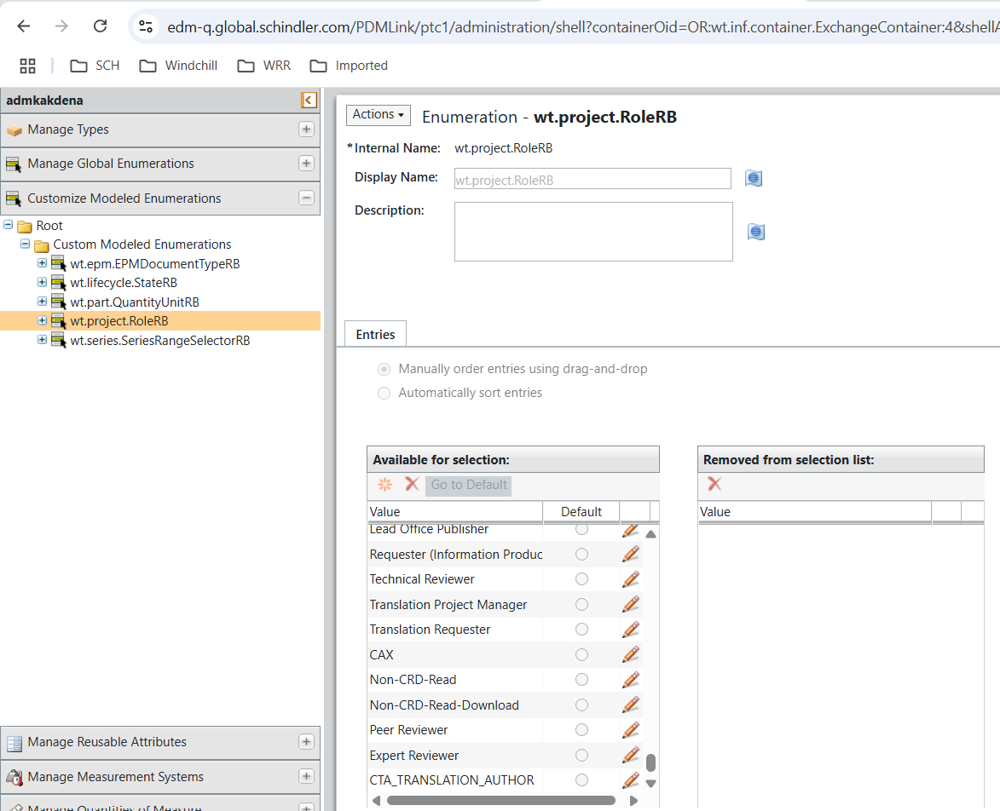 edm-q.global.schindler.com/PDMLink/ptc1/administration/shell?containerOid=OR:wt.inf.container.ExchangeContainer:4&shellA
SCH Windchill WRR Imported
admkakdena
Manage Types
Manage Global Enumerations
Customize Modeled Enumerations
Root
Custom Modeled Enumerations
wt.epm.EPMDocumentTypeRB
wt.lifecycle.StateRB
wt.part.QuantityUnitRB
wt.project.RoleRB
wt.series.SeriesRangeSelectorRB
Manage Reusable Attributes
Manage Measurement Systems
Manage Quantities of Measure
Actions Enumeration - wt.project.RoleRB
*Internal Name: wt.project.RoleRB
Display Name: wt.project.RoleRB
Description:
Entries
Manually order entries using drag-and-drop
Automatically sort entries
Available for selection:
Go to Default
Value Default
Lead Office Publisher
Requester (Information Produc
Technical Reviewer
Translation Project Manager
Translation Requester
CAX
Non-CRD-Read
Non-CRD-Read-Download
Peer Reviewer
Expert Reviewer
CTA_TRANSLATION_AUTHOR
Removed from selection list:
Value